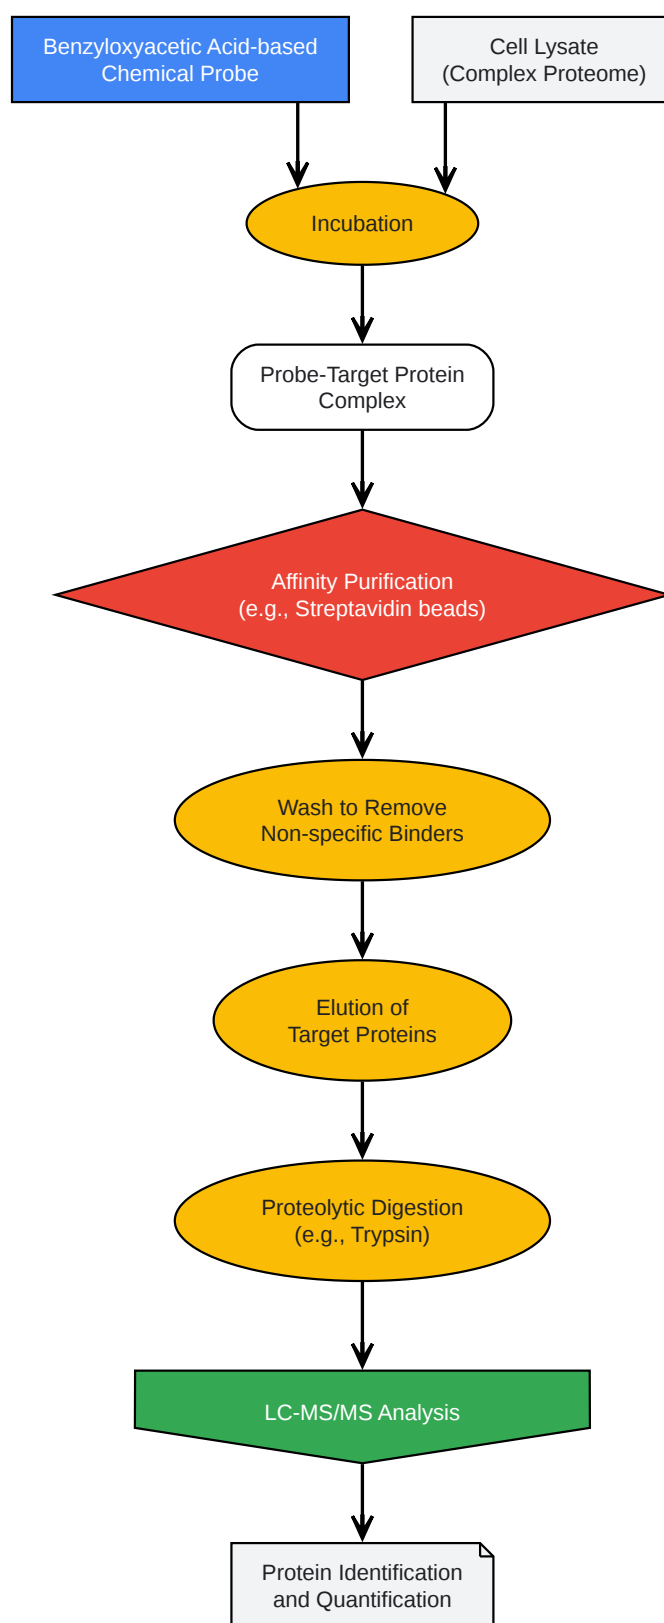 Benzyloxyacetic Acid-based
Chemical Probe
Cell Lysate
(Complex Proteome)
Incubation
Probe-Target Protein
Complex
Affinity Purification
(e.g., Streptavidin beads)
Wash to Remove
Non-specific Binders
Elution of
Target Proteins
Proteolytic Digestion
(e.g., Trypsin)
LC-MS/MS Analysis
Protein Identification
and Quantification